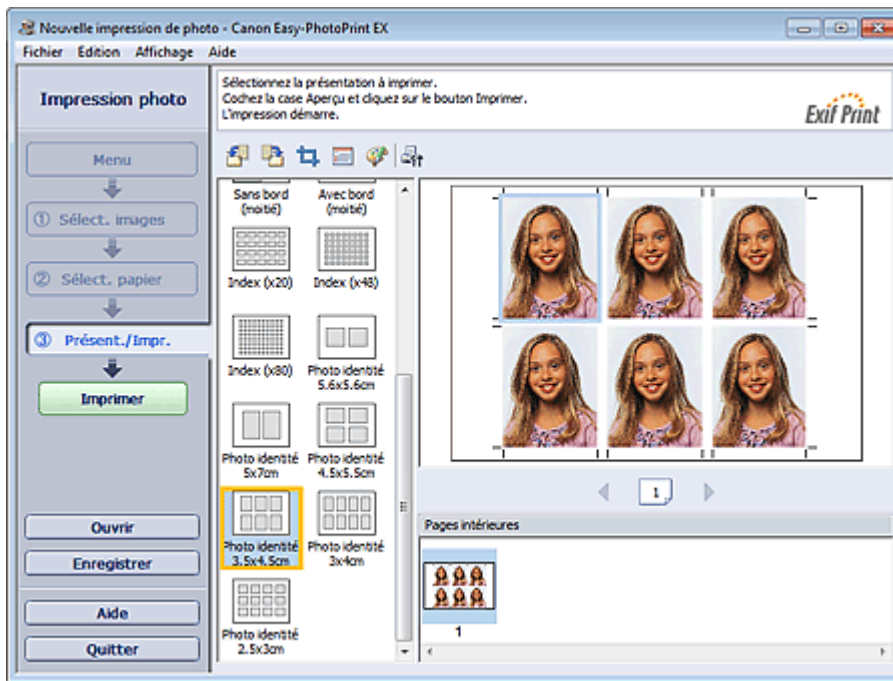 Nouvelle impression de photo - Canon Easy-PhotoPrint EX
Fichier Edition Affichage Aide
Impression photo
Menu
① Sélect. images
② Sélect. papier
③ Présent./Impr.
Imprimer
Ouvrir
Enregistrer
Aide
Quitter
Sélectionnez la présentation à imprimer.
Cochez la case Aperçu et cliquez sur le bouton Imprimer.
L'impression démarre.
Exif Print
Sans bord
(moitié)
Avec bord
(moitié)
Index (x20)
Index (x48)
Index (x80)
Photo identité
5.6x5.6cm
Photo identité
5x7cm
Photo identité
4.5x5.5cm
Photo identité
3.5x4.5cm
Photo identité
3x4cm
Photo identité
2.5x3cm
1
Pages intérieures
1